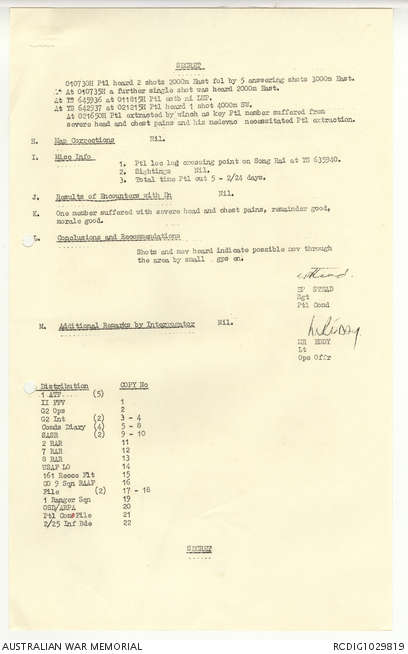 SECRET
010730H Ptl heard 2 shots 2000m East fol by 5 answering shots 3000m East.
At 010735H a further single shot was heard 2000m East.
At YS 645936 at 011815H Ptl estb ni LUP.
At YS 642937 at 021215H Ptl heard 1 shot 4000m SW.
At 021650H Ptl extracted by winch as key Ptl member suffered from
severe head and chest pains and his medevac necessitated Ptl extraction.
H. Map Corrections Nil.
I. Misc Info
1. Ptl loc log crossing point on Song Rai at YS 635940.
2. Sightings Nil.
3. Total time Ptl out 5 - 2/24 days.
J. Results of Encounters with En Nil.
K. One member suffered with severe head and chest pains, remainder good,
morale good.
L. Conclusions and Recommendations
Shots and mov heard indicate possible mov through
the area by small gps en.
Sgt
Ptl Comd
M. Additional Remarks by Interrogator Nil.
DR EDDY
Lt
Ops Offr
Distribution COPY No
1 ATF (5)
II FFV 1
G2 Ops 2
G2 Int (2) 3 - 4
Comds Diary (4) 5 - 8
SASR (2) 9 - 10
2 RAR 11
7 RAR 12
8 RAR 13
USAF LO 14
161 Recce Flt 15
CO 9 Sqn RAAF 16
File (2) 17 - 18
1 Ranger Sqn 19
OSD/ARPA 20
Ptl Comd File 21
2/25 Inf Bde 22
SECRET
AUSTRALIAN WAR MEMORIAL
RCDIG1029819